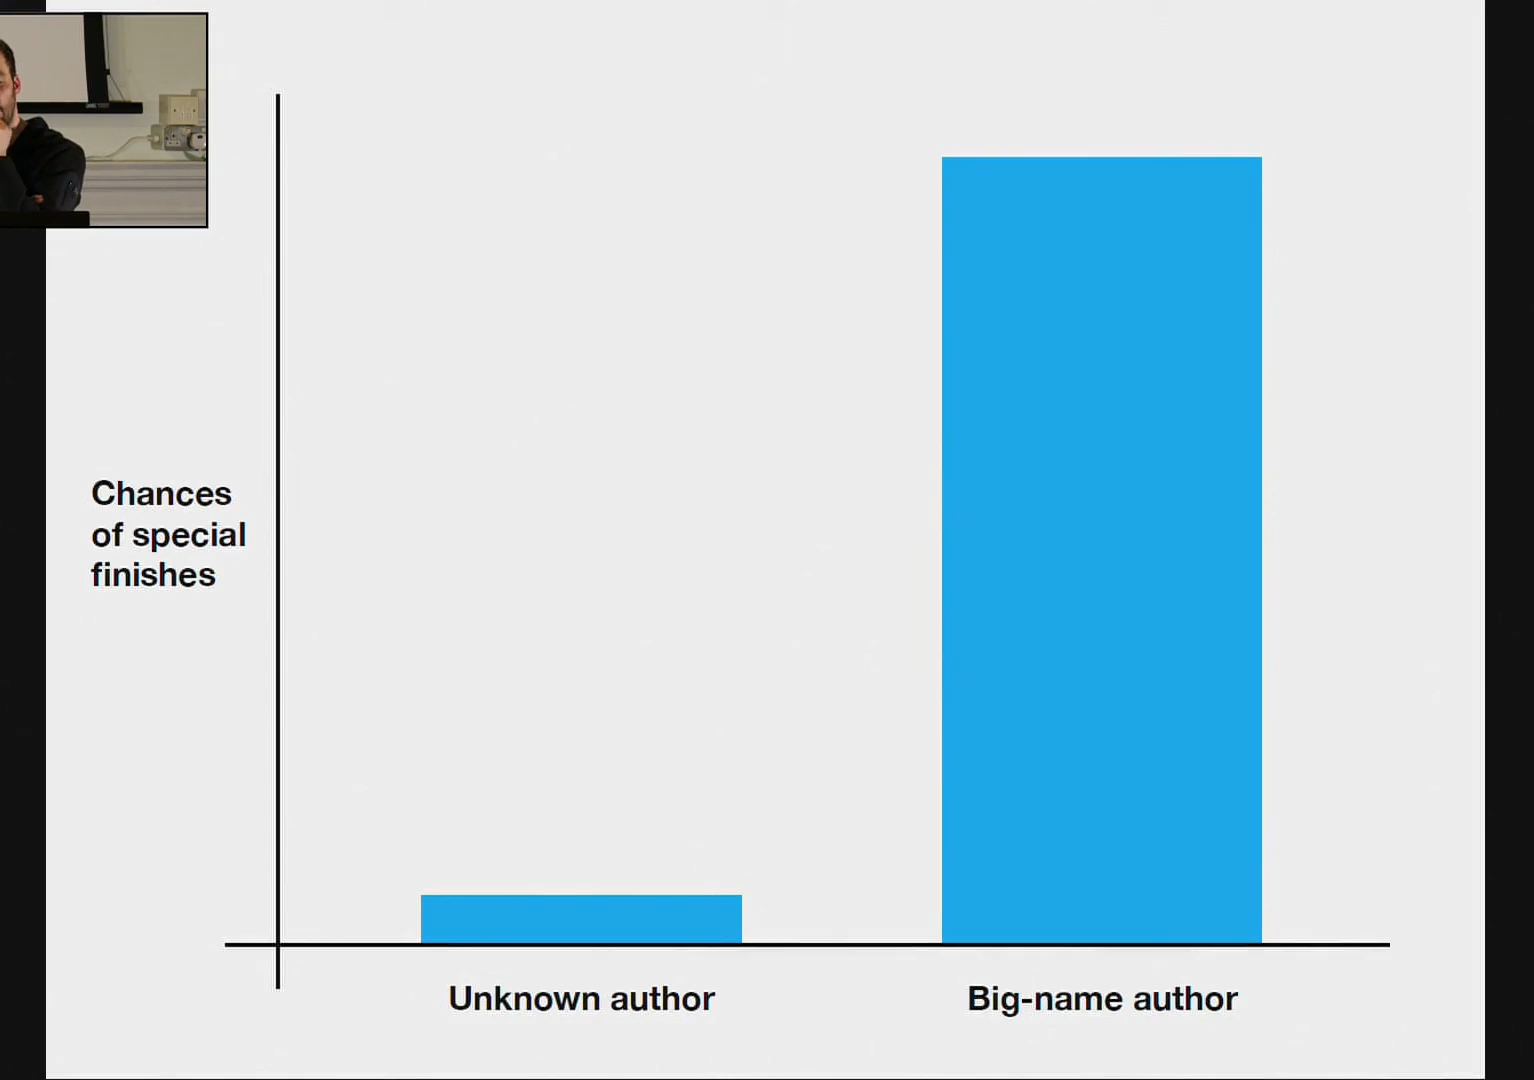 Chances
of special
finishes
Unknown author
Big-name author